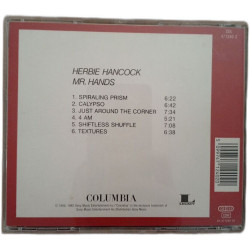 HERBIE HANCOCK
MR. HANDS
1. SPIRALING PRISM 6:22
2. CALYPSO 6:42
3. JUST AROUND THE CORNER 7:34
4. 4 AM 5:21
5. SHIFTLESS SHUFFLE 7:08
6. TEXTURES 6:38
COLUMBIA